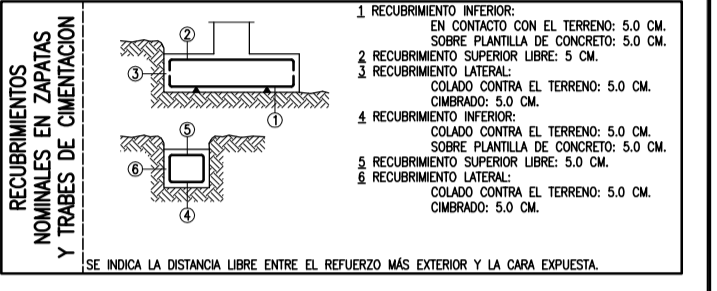 RECUBRIMIENTOS
NOMINALES EN ZAPATAS
Y TRABES DE CIMENTACION
2
3
1
5
6
4
1 RECUBRIMIENTO INFERIOR:
EN CONTACTO CON EL TERRENO: 5.0 CM.
SOBRE PLANTILLA DE CONCRETO: 5.0 CM.
2 RECUBRIMIENTO SUPERIOR LIBRE: 5 CM.
3 RECUBRIMIENTO LATERAL:
COLADO CONTRA EL TERRENO: 5.0 CM.
CIMBRADO: 5.0 CM.
4 RECUBRIMIENTO INFERIOR:
COLADO CONTRA EL TERRENO: 5.0 CM.
SOBRE PLANTILLA DE CONCRETO: 5.0 CM.
5 RECUBRIMIENTO SUPERIOR LIBRE: 5.0 CM.
6 RECUBRIMIENTO LATERAL:
COLADO CONTRA EL TERRENO: 5.0 CM.
CIMBRADO: 5.0 CM.
SE INDICA LA DISTANCIA LIBRE ENTRE EL REFUERZO MÁS EXTERIOR Y LA CARA EXPUESTA.